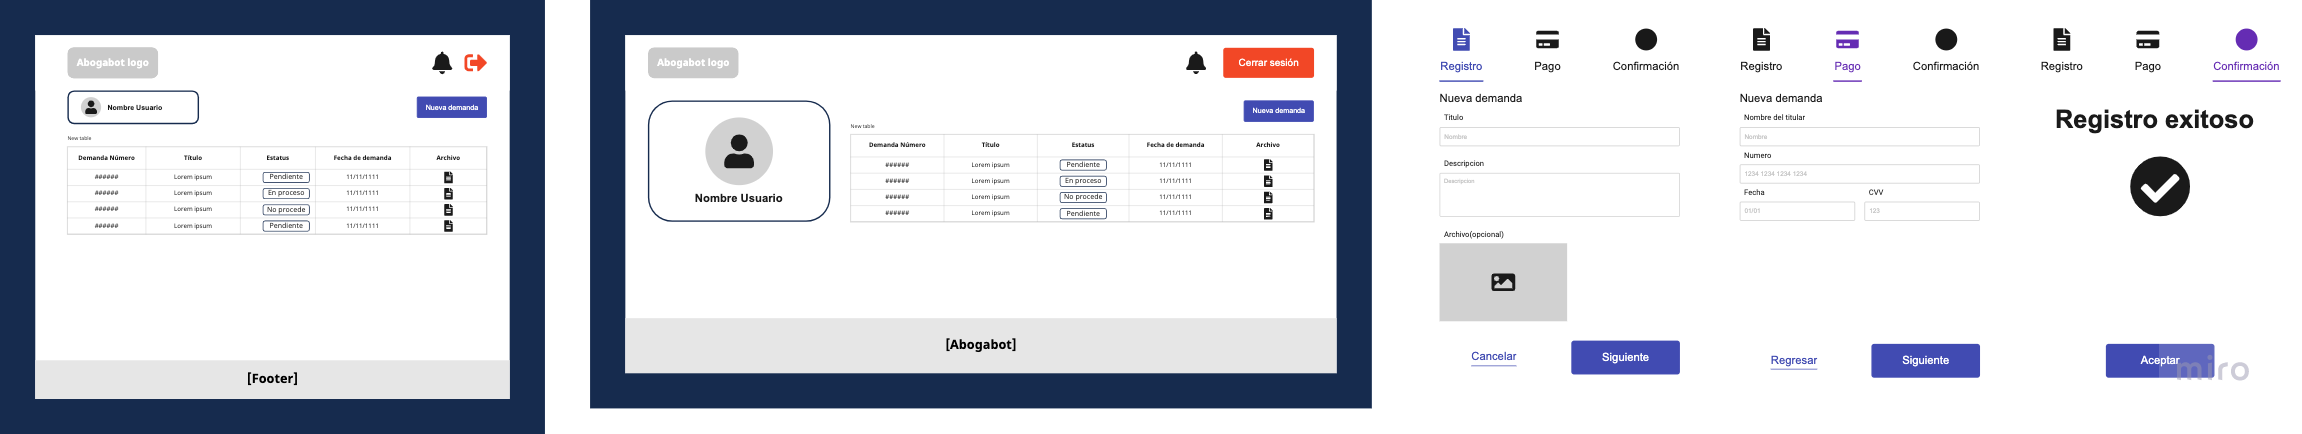 Abogabot logo
Nombre Usuario
Nueva demanda
New table
Demanda Número Título Estatus Fecha de demanda Archivo
###### Lorem ipsum Pendiente 11/11/1111
###### Lorem ipsum En proceso 11/11/1111
###### Lorem ipsum No procede 11/11/1111
###### Lorem ipsum Pendiente 11/11/1111
[Footer]
Abogabot logo
Cerrar sesión
Nueva demanda
Nombre Usuario
New table
Demanda Número Título Estatus Fecha de demanda Archivo
###### Lorem ipsum Pendiente 11/11/1111
###### Lorem ipsum En proceso 11/11/1111
###### Lorem ipsum No procede 11/11/1111
###### Lorem ipsum Pendiente 11/11/1111
[Abogabot]
Registro Pago Confirmación
Nueva demanda
Titulo
Nombre
Descripcion
Descripcion
Archivo(opcional)
Cancelar Siguiente
Registro Pago Confirmación
Nueva demanda
Nombre del titular
Nombre
Numero
1234 1234 1234 1234
Fecha CVV
01/01 123
Regresar Siguiente
Registro Pago Confirmación
Registro exitoso
Aceptar
miro